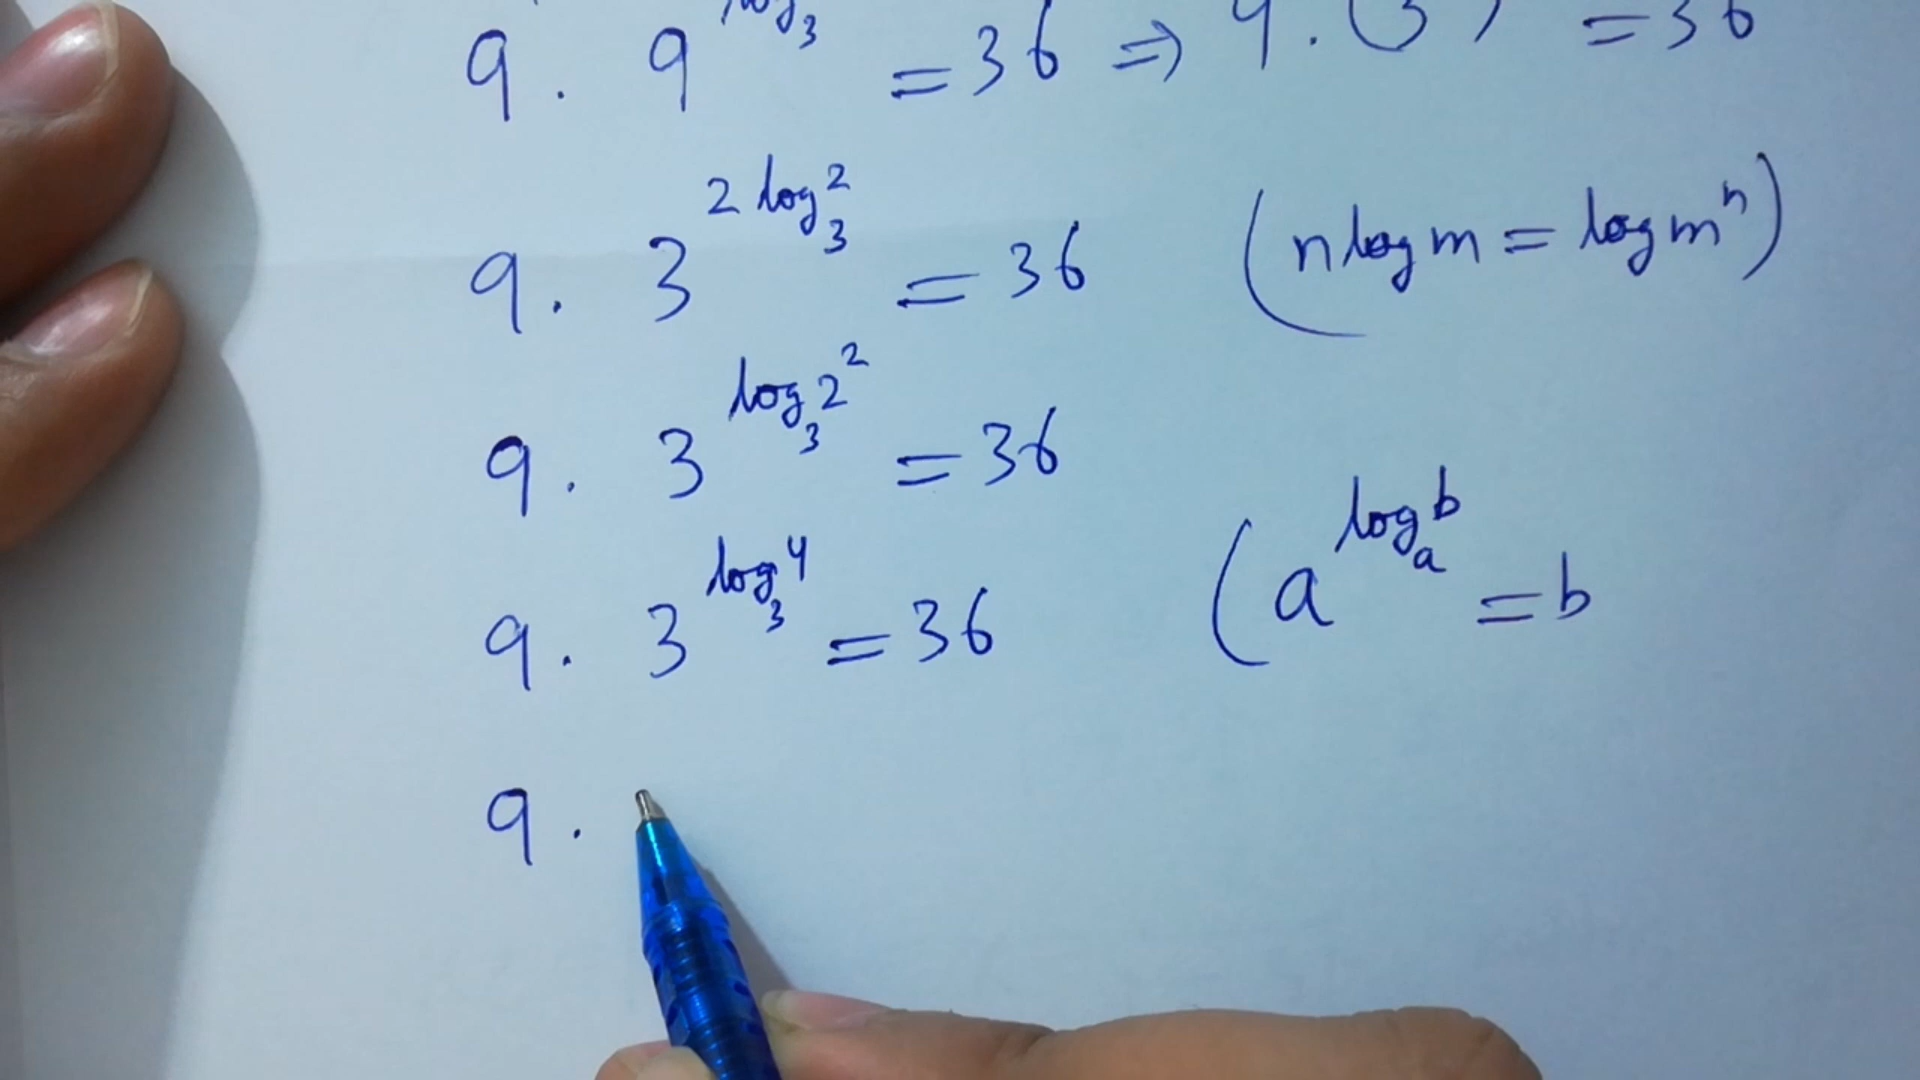 9 . 9^log_3 = 36 ⇒ 9 . (3) = 36
9 . 3^(2 log_3 2) = 36 (n log m = log m^n)
9 . 3^(log_3 2^2) = 36
9 . 3^(log_3 4) = 36 (a^(log_a b) = b
9 .